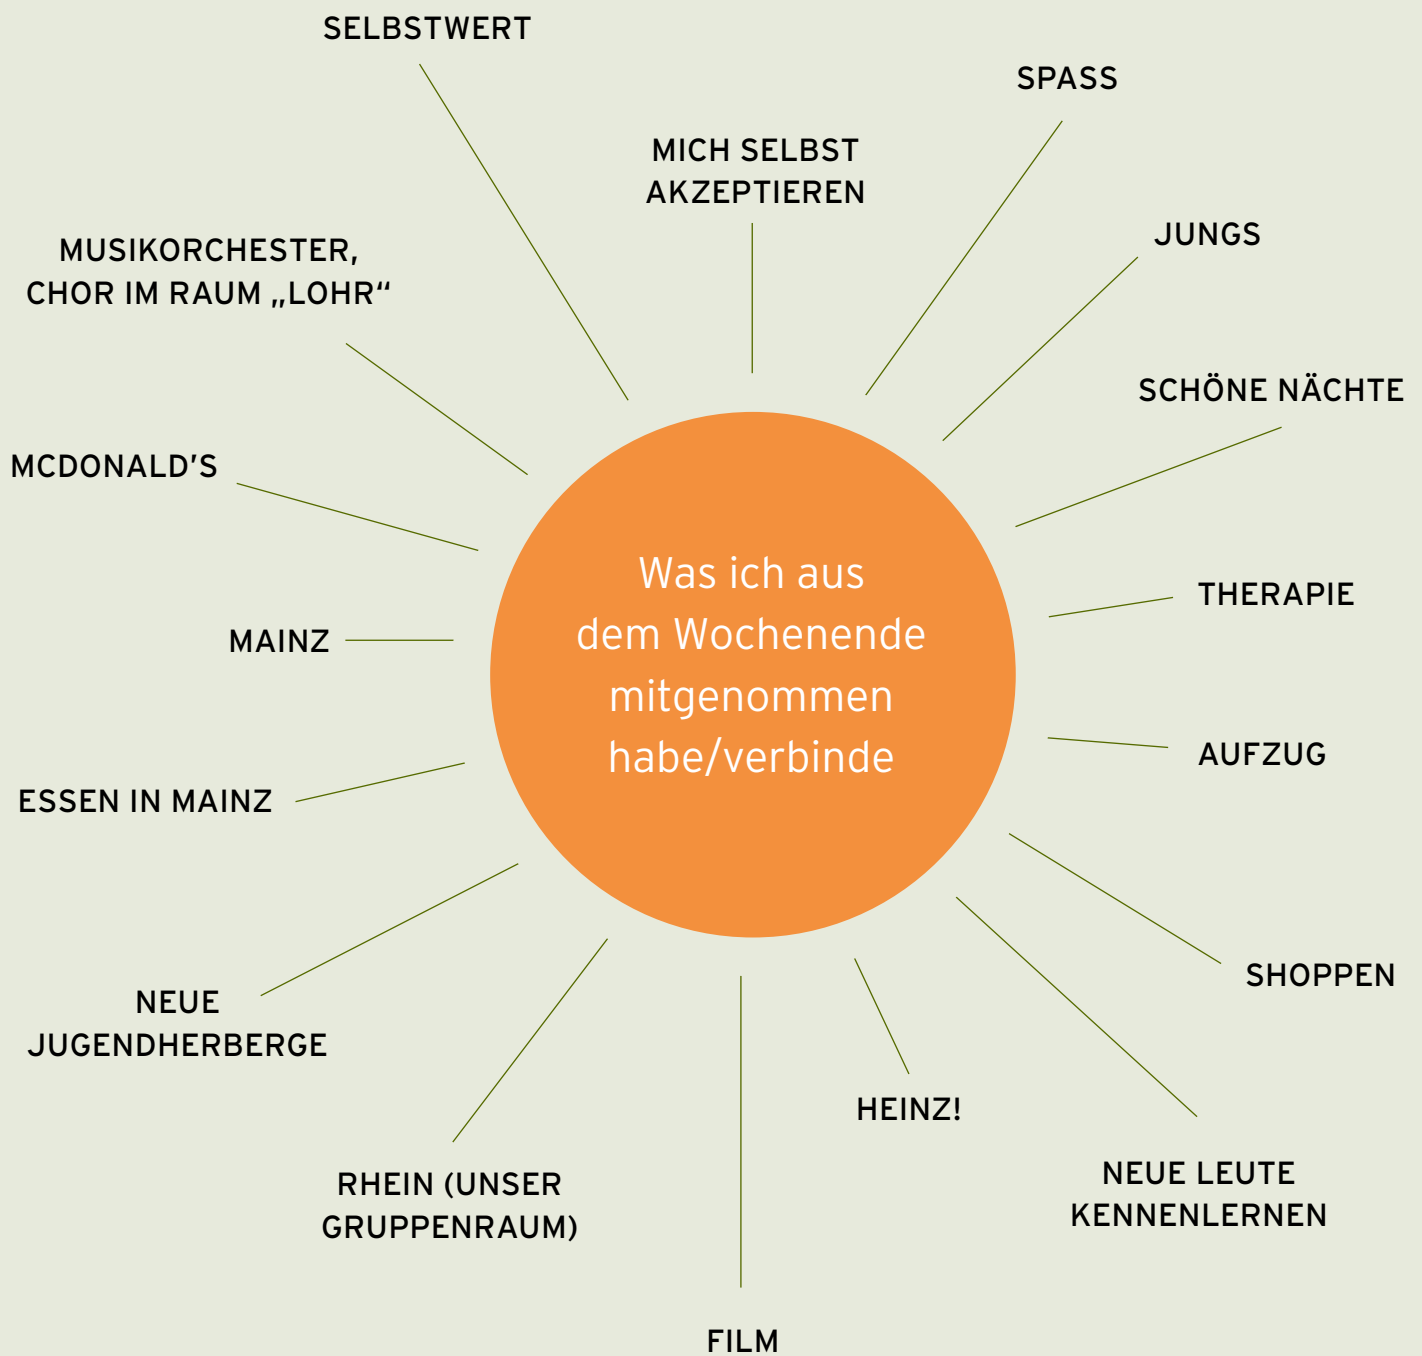 SELBSTWERT
SPASS
MICH SELBST
AKZEPTIEREN
JUNGS
MUSIKORCHESTER,
CHOR IM RAUM „LOHR“
SCHÖNE NÄCHTE
MCDONALD’S
Was ich aus
dem Wochenende
mitgenommen
habe/verbinde
THERAPIE
MAINZ
AUFZUG
ESSEN IN MAINZ
SHOPPEN
NEUE
JUGENDHERBERGE
HEINZ!
RHEIN (UNSER
GRUPPENRAUM)
NEUE LEUTE
KENNENLERNEN
FILM